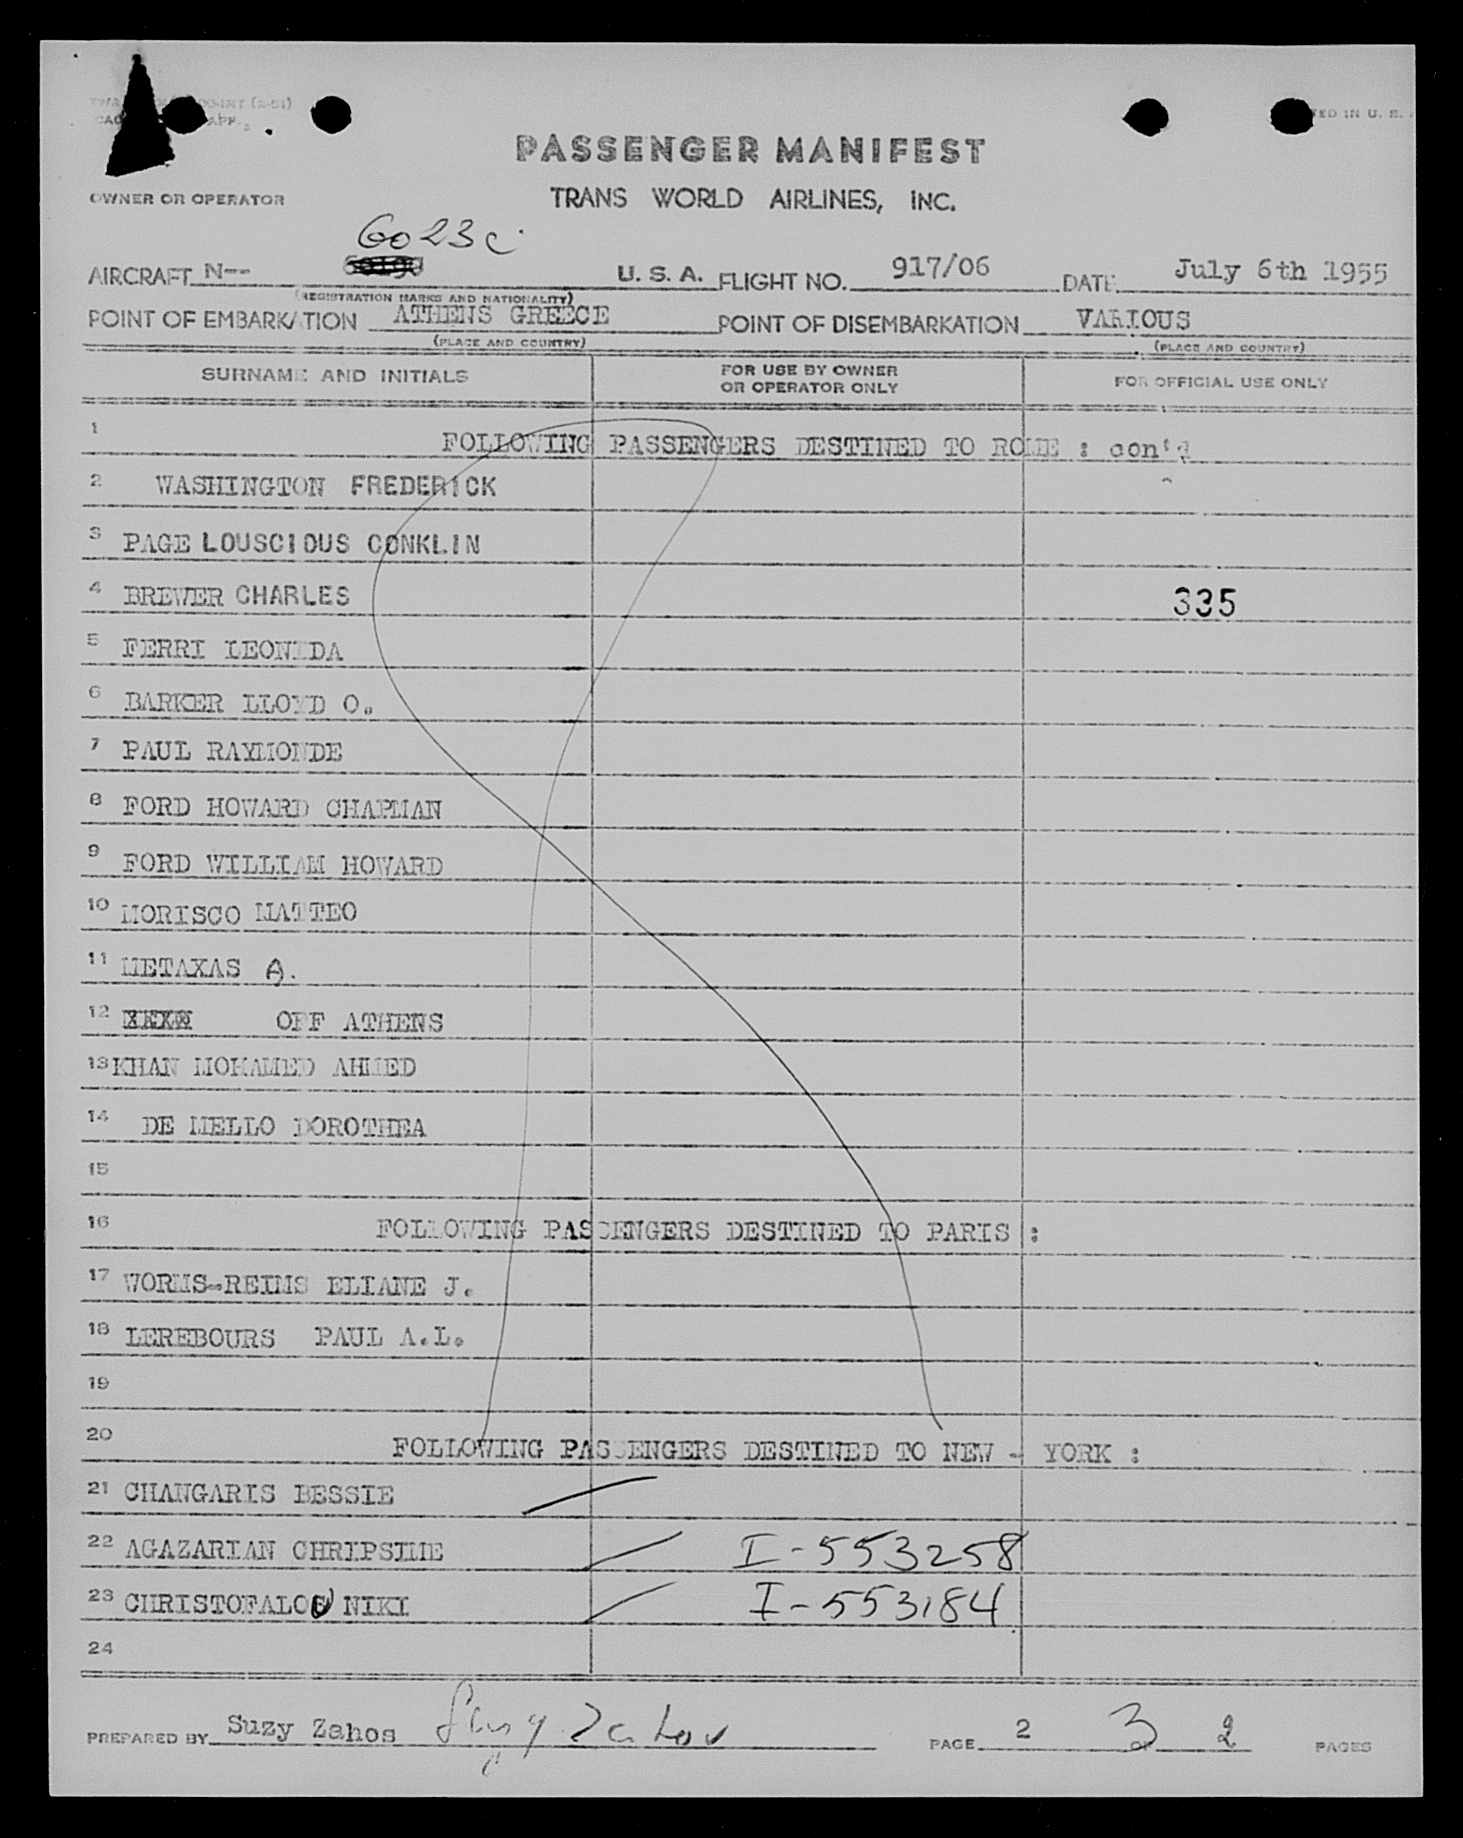 PASSENGER MANIFEST
OWNER OR OPERATOR
TRANS WORLD AIRLINES, INC.
6023c
AIRCRAFT N-- U. S. A. FLIGHT NO. 917/06 DATE July 6th 1955
(REGISTRATION MARKS AND NATIONALITY)
POINT OF EMBARKATION ATHENS GREECE POINT OF DISEMBARKATION VARIOUS
(PLACE AND COUNTRY) (PLACE AND COUNTRY)
SURNAME AND INITIALS FOR USE BY OWNER OR OPERATOR ONLY FOR OFFICIAL USE ONLY
1 FOLLOWING PASSENGERS DESTINED TO ROME : con'd
2 WASHINGTON FREDERICK
3 PAGE LOUSCIOUS CONKLIN
4 BREWER CHARLES 335
5 FERRI LEONIDA
6 BARKER LLOYD O.
7 PAUL RAYMONDE
8 FORD HOWARD CHAPMAN
9 FORD WILLIAM HOWARD
10 MORISCO MATTEO
11 METAXAS A.
12 OFF ATHENS
13 KHAN MOHAMED AHMED
14 DE MELLO DOROTHEA
15
16 FOLLOWING PASSENGERS DESTINED TO PARIS :
17 WORMS-REIMS ELIANE J.
18 LEREBOURS PAUL A.L.
19
20 FOLLOWING PASSENGERS DESTINED TO NEW - YORK :
21 CHANGARIS BESSIE
22 AGAZARIAN CHRIPSIME I-553258
23 CHRISTOFALOU NIKI I-553184
24
PREPARED BY Suzy Zahos Suzy Zahos PAGE 2 3 OF 2 PAGES